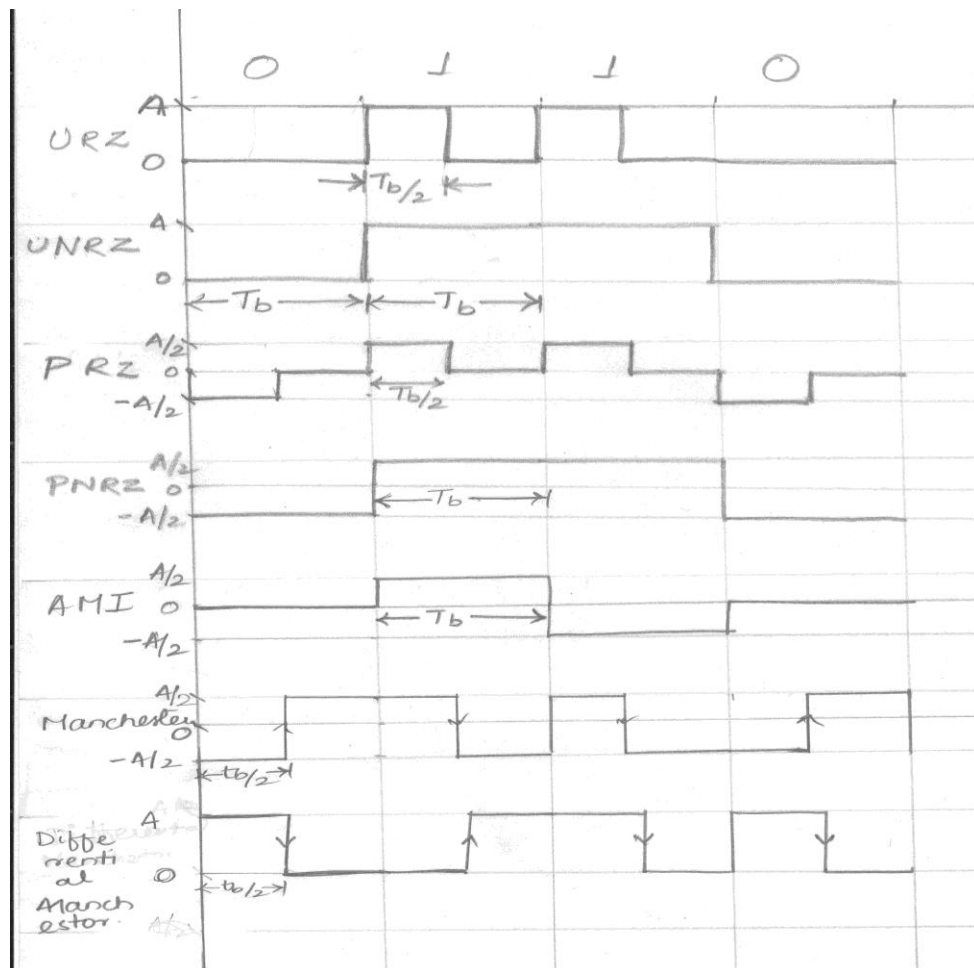 0 1 1 0
A
URZ
0
Tb/2
A
UNRZ
0
Tb Tb
A/2
PRZ 0
-A/2
Tb/2
A/2
PNRZ 0
-A/2
Tb
A/2
AMI 0
-A/2
Tb
A/2
Manchester
0
-A/2
tb/2
A
Diffe
renti
al
Manch
estor.
0
tb/2
A/2